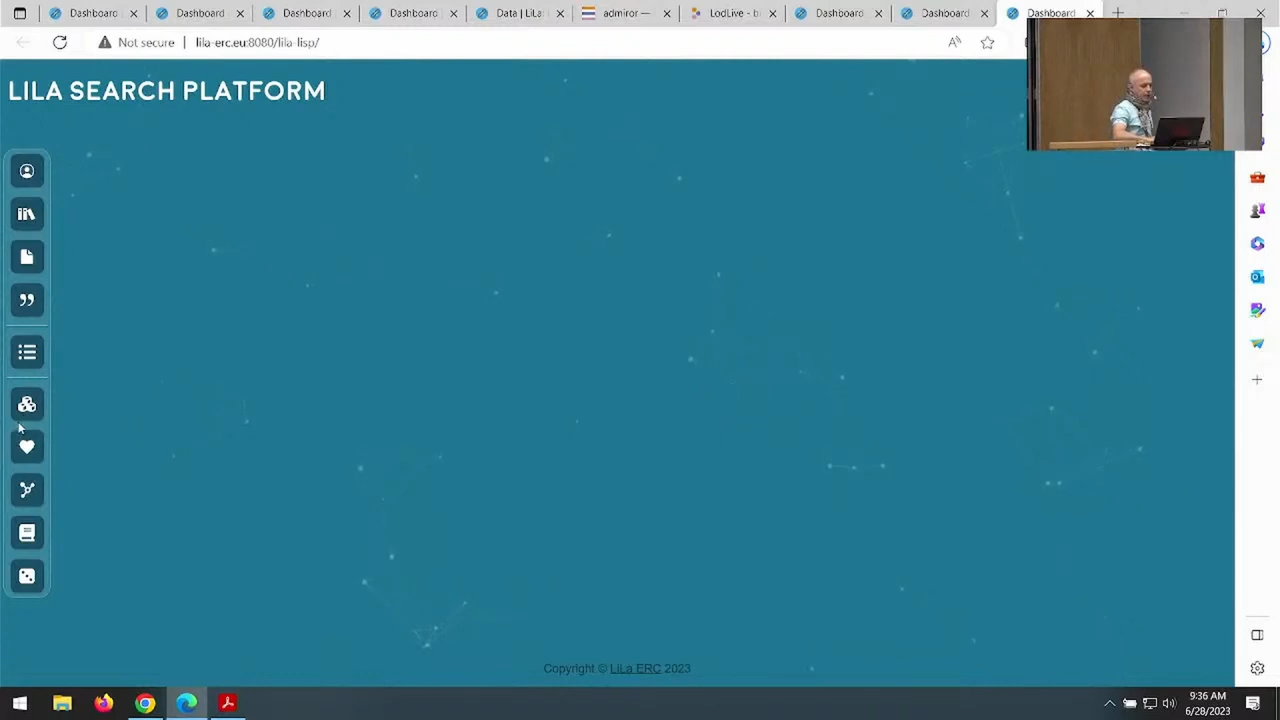 Dashboard
Dashboard
Dashboard
Dashboard
Data | LiLa:
admiror —
LodLive - b
Dashboard
Dashboard
Dashboard
Not secure
lila-erc.eu:8080/lila-lisp/
LILA SEARCH PLATFORM
Copyright © LiLa ERC 2023
9:36 AM
6/28/2023